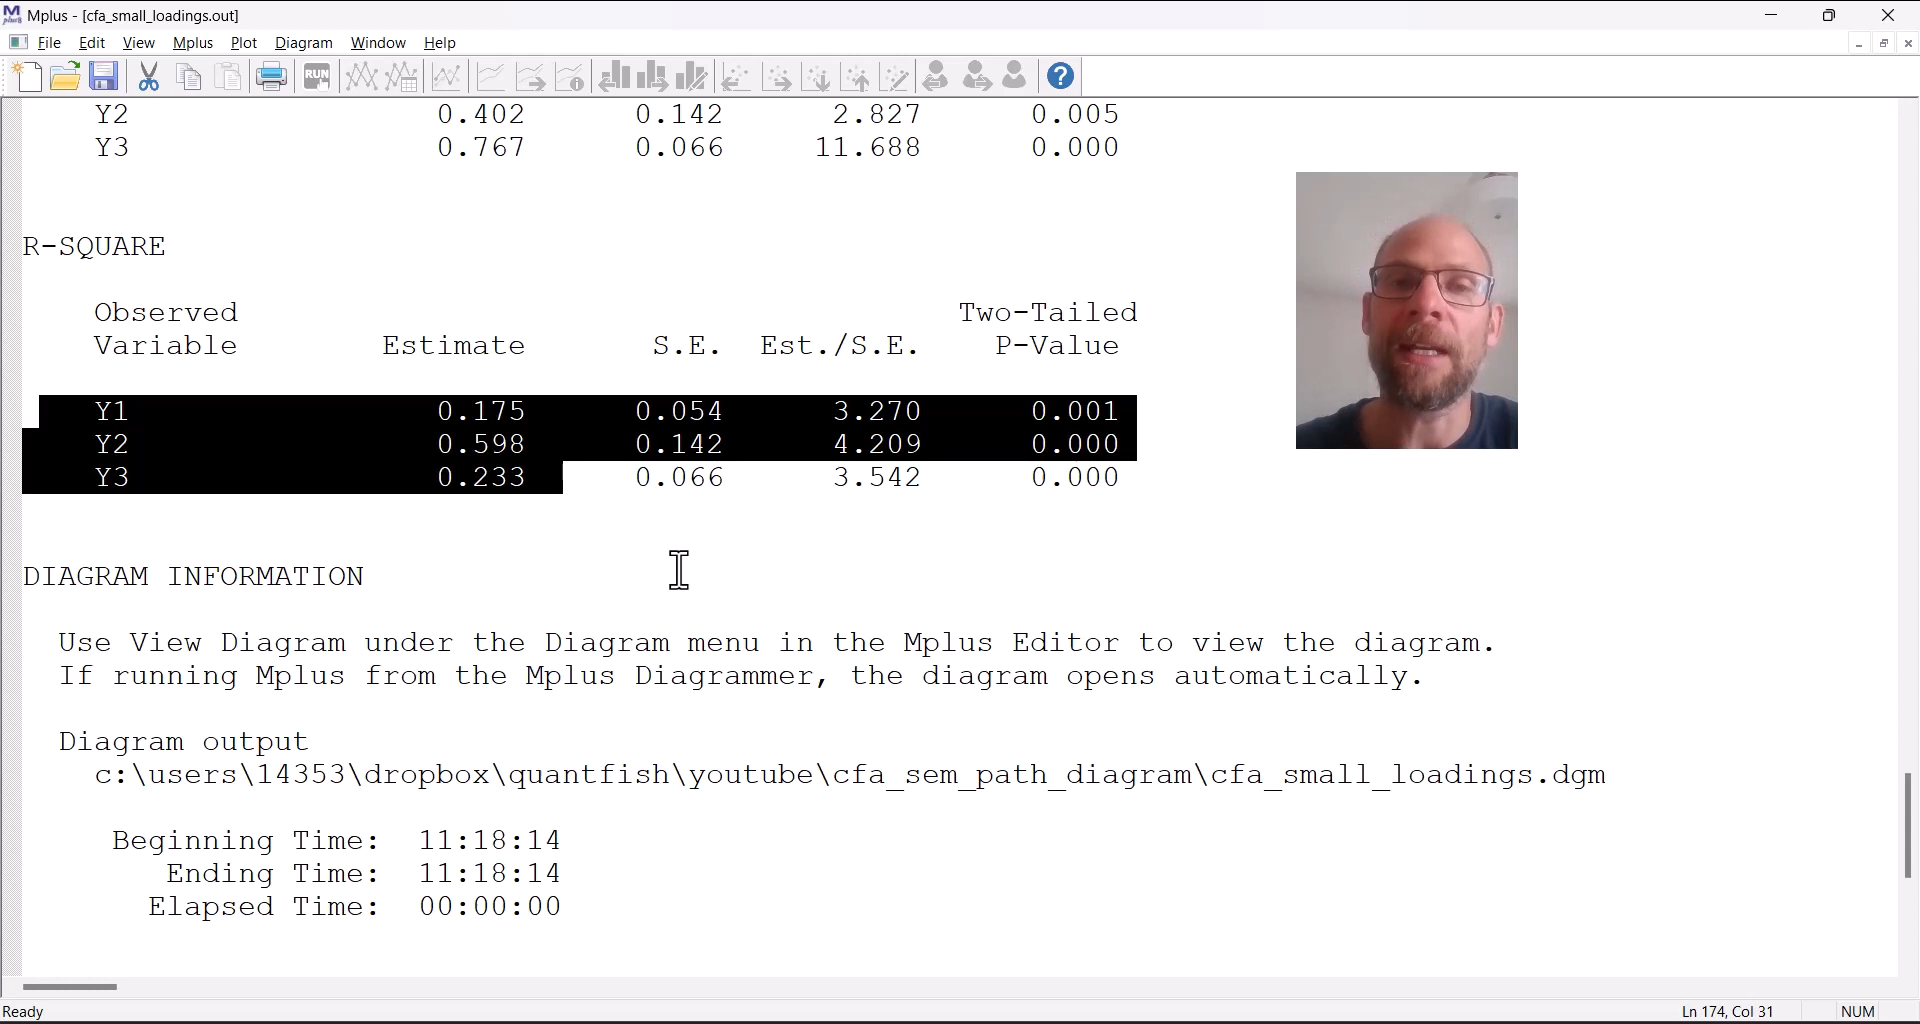 Mplus - [cfa_small_loadings.out]
File Edit View Mplus Plot Diagram Window Help
RUN
Y2 0.402 0.142 2.827 0.005
Y3 0.767 0.066 11.688 0.000
R-SQUARE
Observed Two-Tailed
Variable Estimate S.E. Est./S.E. P-Value
Y1 0.175 0.054 3.270 0.001
Y2 0.598 0.142 4.209 0.000
Y3 0.233 0.066 3.542 0.000
DIAGRAM INFORMATION
Use View Diagram under the Diagram menu in the Mplus Editor to view the diagram.
If running Mplus from the Mplus Diagrammer, the diagram opens automatically.
Diagram output
c:\users\14353\dropbox\quantfish\youtube\cfa_sem_path_diagram\cfa_small_loadings.dgm
Beginning Time: 11:18:14
Ending Time: 11:18:14
Elapsed Time: 00:00:00
Ready Ln 174, Col 31 NUM